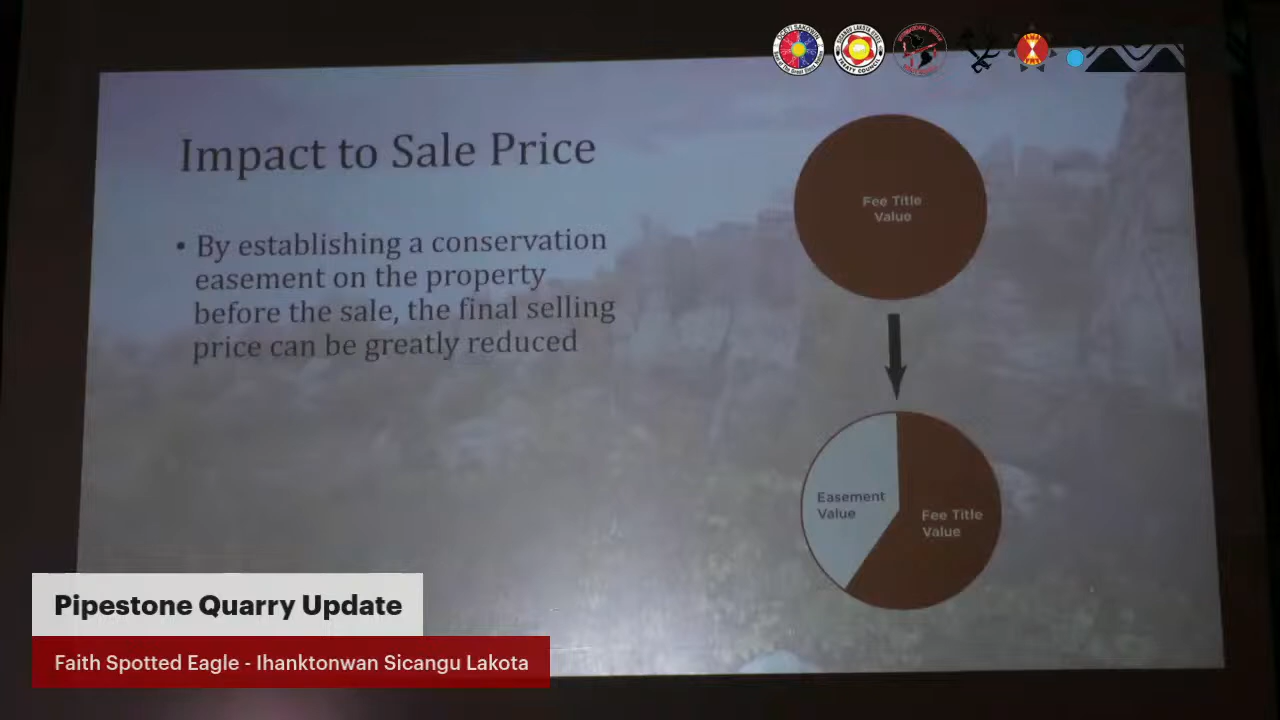 Impact to Sale Price
• By establishing a conservation
easement on the property
before the sale, the final selling
price can be greatly reduced
Fee Title
Value
Easement
Value
Fee Title
Value
Pipestone Quarry Update
Faith Spotted Eagle - Ihanktonwan Sicangu Lakota